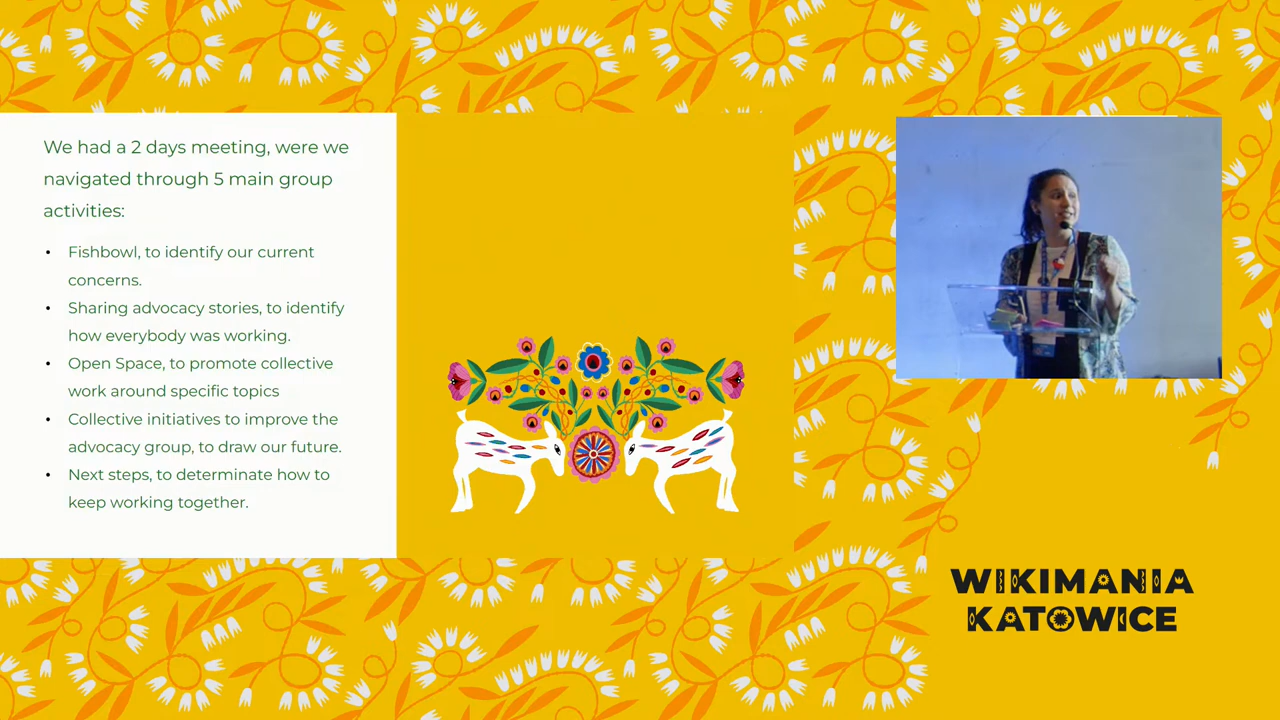 We had a 2 days meeting, were we
navigated through 5 main group
activities:
• Fishbowl, to identify our current
concerns.
• Sharing advocacy stories, to identify
how everybody was working.
• Open Space, to promote collective
work around specific topics
• Collective initiatives to improve the
advocacy group, to draw our future.
• Next steps, to determinate how to
keep working together.
WIKIMANIA
KATOWICE